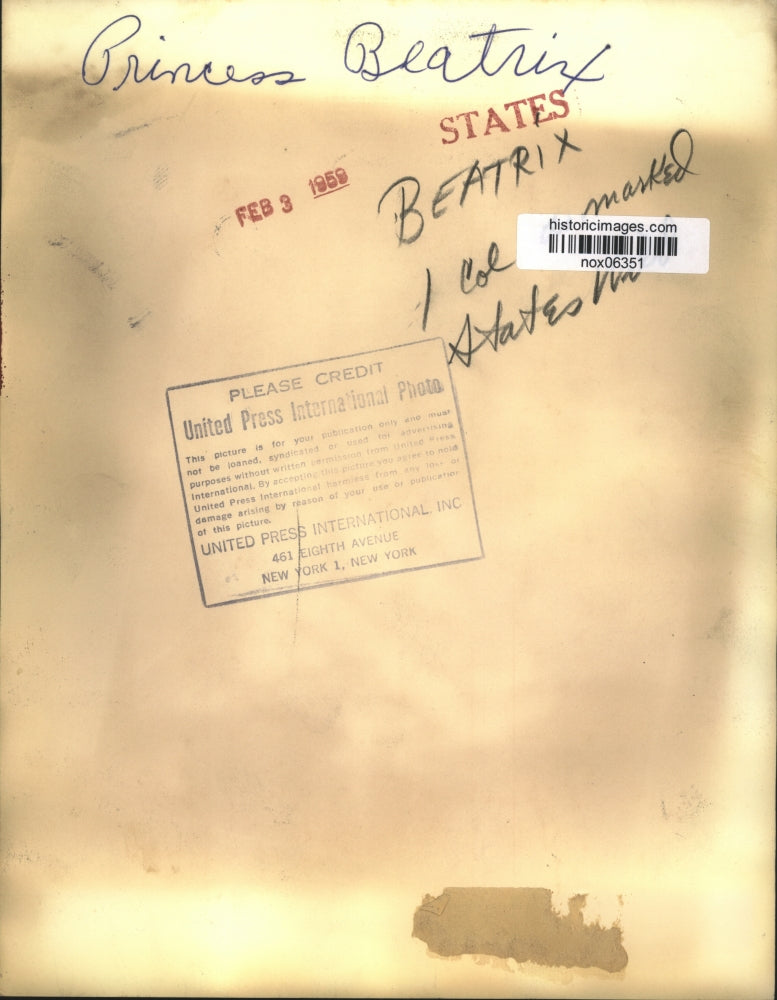 Princess Beatrix
STATES
FEB 3 1959
BEATRIX
1 Col marked
States
historicimages.com
nox06351
PLEASE CREDIT
United Press International Photo
This picture is for your publication only and must
not be loaned, syndicated or used for advertising
purposes without written permission from United Press
International. By accepting this picture you agree to hold
United Press International harmless from any loss or
damage arising by reason of your use or publication
of this picture.
UNITED PRESS INTERNATIONAL, INC
461 EIGHTH AVENUE
NEW YORK 1, NEW YORK